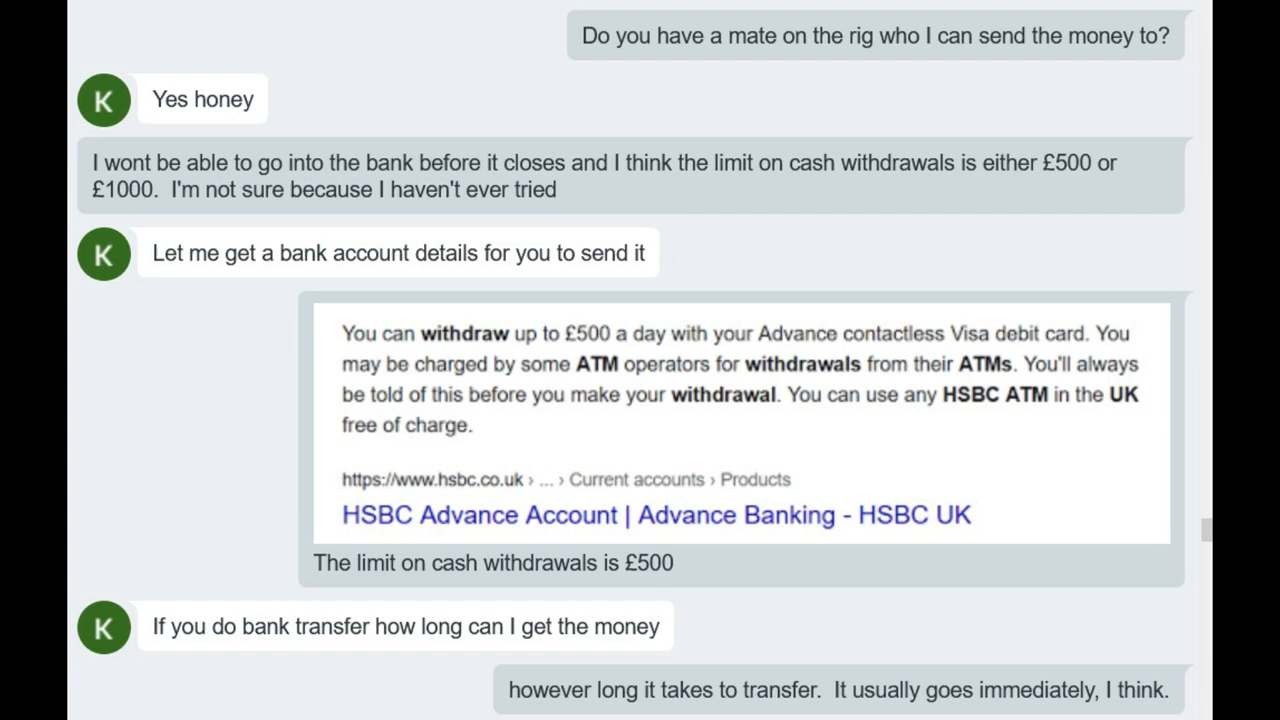 Do you have a mate on the rig who I can send the money to?
K
Yes honey
I wont be able to go into the bank before it closes and I think the limit on cash withdrawals is either £500 or
£1000.  I'm not sure because I haven't ever tried
K
Let me get a bank account details for you to send it
You can withdraw up to £500 a day with your Advance contactless Visa debit card. You
may be charged by some ATM operators for withdrawals from their ATMs. You'll always
be told of this before you make your withdrawal. You can use any HSBC ATM in the UK
free of charge.
https://www.hsbc.co.uk › ... › Current accounts › Products
HSBC Advance Account | Advance Banking - HSBC UK
The limit on cash withdrawals is £500
K
If you do bank transfer how long can I get the money
however long it takes to transfer.  It usually goes immediately, I think.